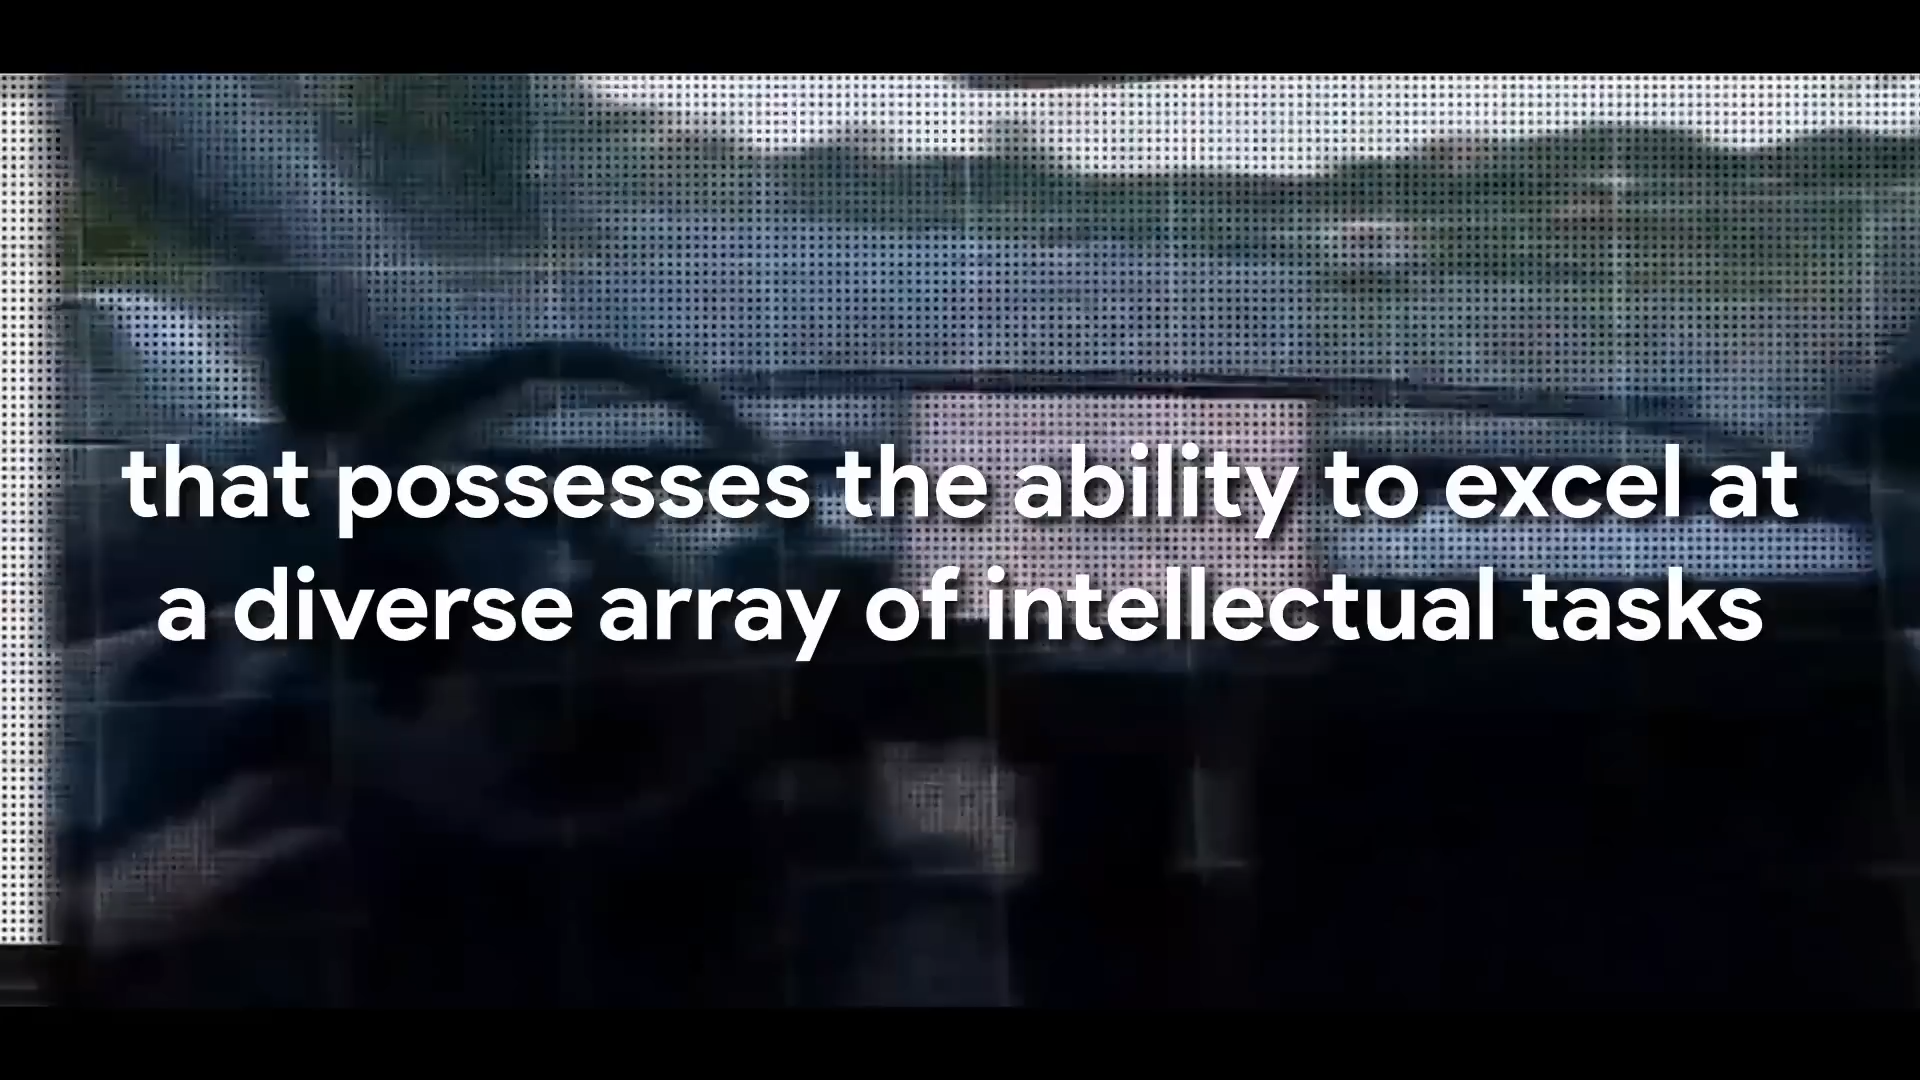 that possesses the ability to excel at
a diverse array of intellectual tasks